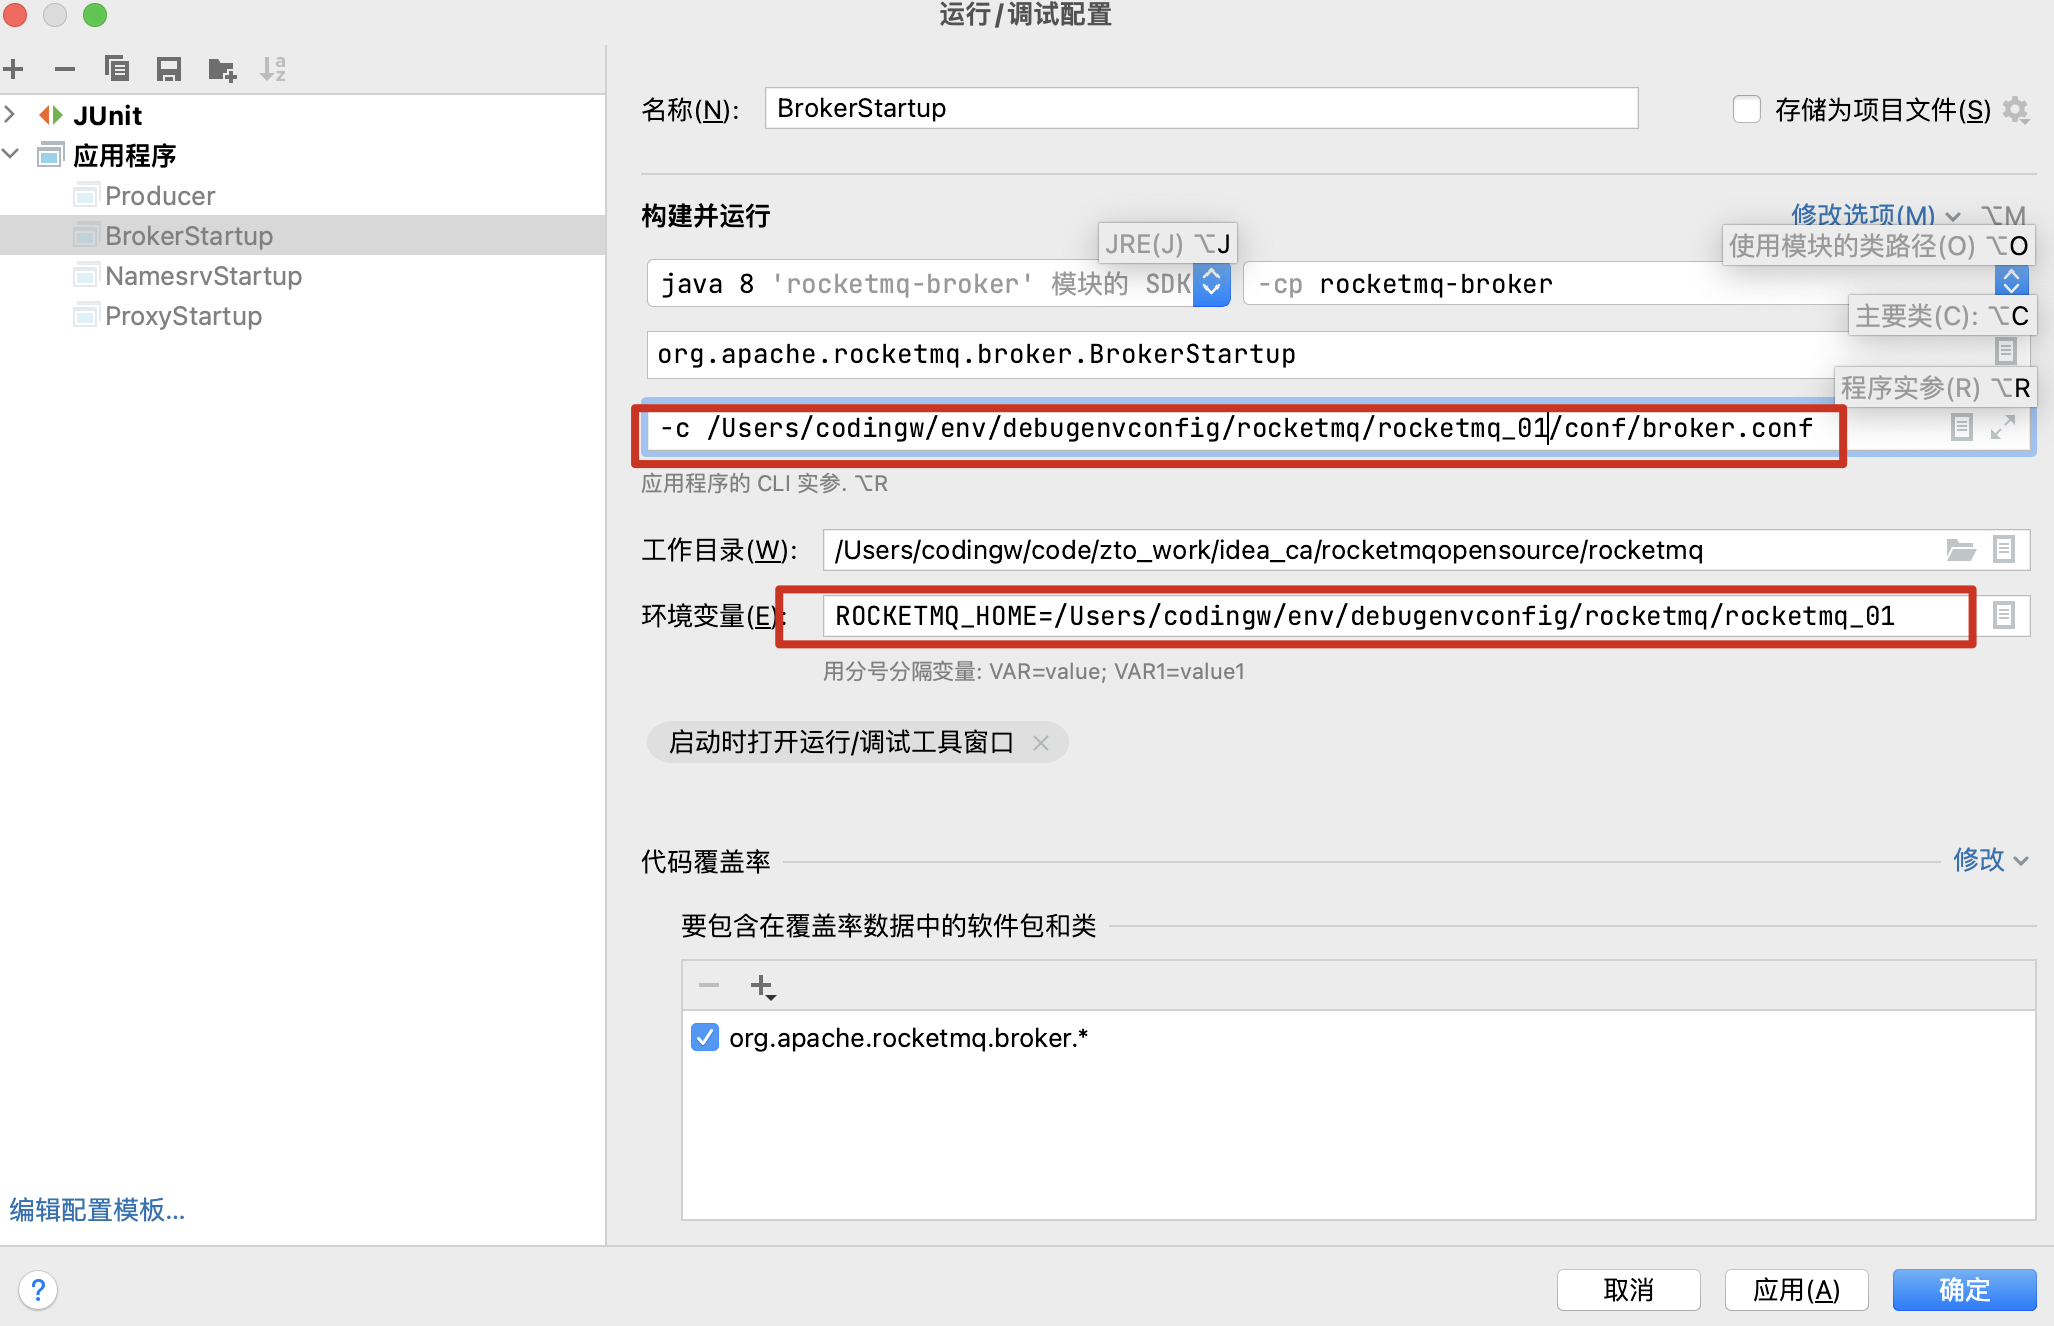 运行/调试配置
JUnit
应用程序
Producer
BrokerStartup
NamesrvStartup
ProxyStartup
编辑配置模板...
名称(N): BrokerStartup 存储为项目文件(S)
构建并运行 修改选项(M) ⌥M
JRE(J) ⌥J 使用模块的类路径(O) ⌥O
java 8 'rocketmq-broker' 模块的 SDK -cp rocketmq-broker
主要类(C): ⌥C
org.apache.rocketmq.broker.BrokerStartup
程序实参(R) ⌥R
-c /Users/codingw/env/debugenvconfig/rocketmq/rocketmq_01/conf/broker.conf
应用程序的 CLI 实参. ⌥R
工作目录(W): /Users/codingw/code/zto_work/idea_ca/rocketmqopensource/rocketmq
环境变量(E): ROCKETMQ_HOME=/Users/codingw/env/debugenvconfig/rocketmq/rocketmq_01
用分号分隔变量: VAR=value; VAR1=value1
启动时打开运行/调试工具窗口
代码覆盖率 修改
要包含在覆盖率数据中的软件包和类
org.apache.rocketmq.broker.*
? 取消 应用(A) 确定